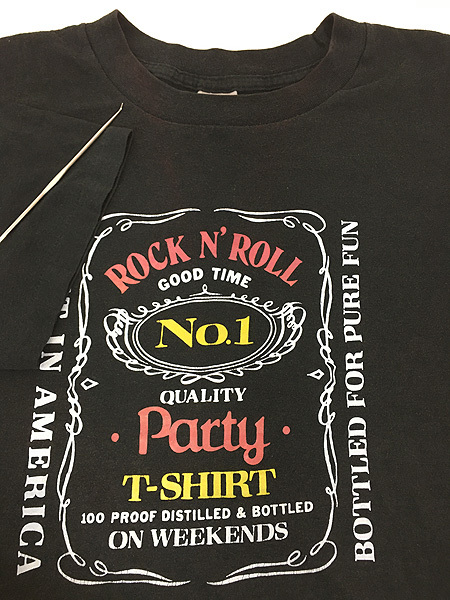 ROCK N' ROLL
GOOD TIME
No.1
QUALITY
· Party ·
T-SHIRT
100 PROOF DISTILLED & BOTTLED
ON WEEKENDS
IN AMERICA
BOTTLED FOR PURE FUN